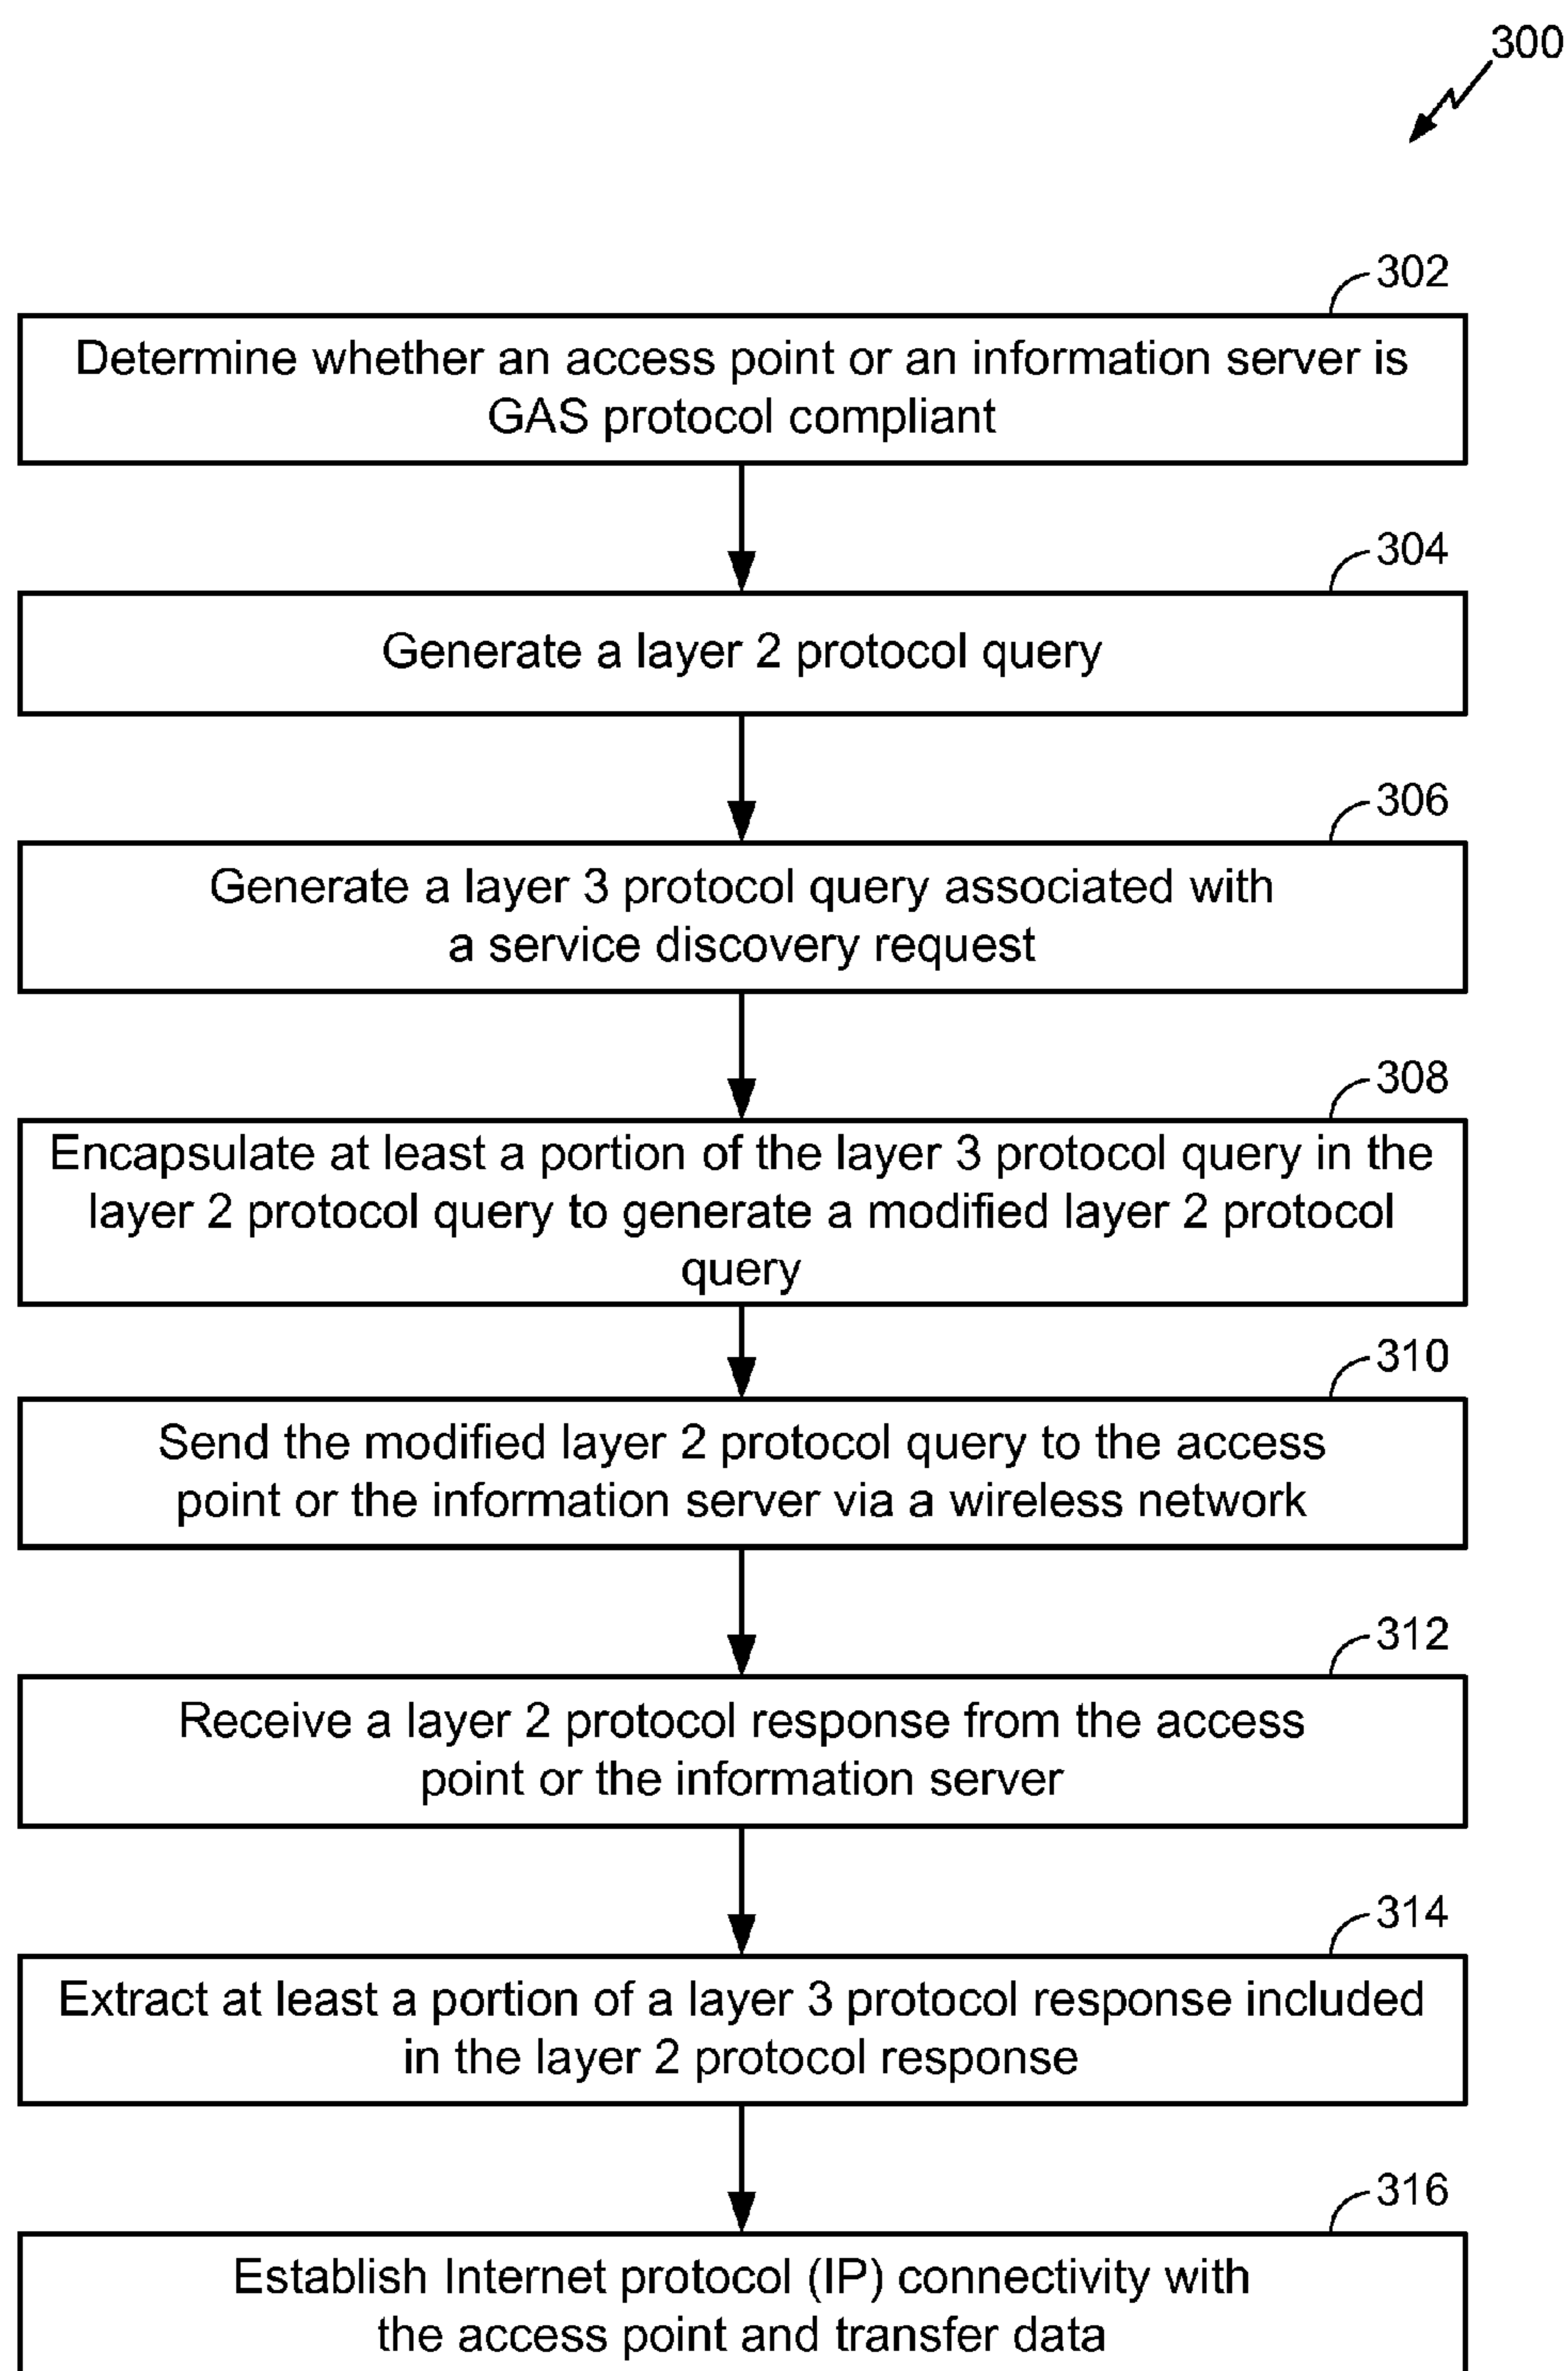 300
302
Determine whether an access point or an information server is
GAS protocol compliant
304
Generate a layer 2 protocol query
306
Generate a layer 3 protocol query associated with
a service discovery request
308
Encapsulate at least a portion of the layer 3 protocol query in the
layer 2 protocol query to generate a modified layer 2 protocol
query
310
Send the modified layer 2 protocol query to the access
point or the information server via a wireless network
312
Receive a layer 2 protocol response from the access
point or the information server
314
Extract at least a portion of a layer 3 protocol response included
in the layer 2 protocol response
316
Establish Internet protocol (IP) connectivity with
the access point and transfer data